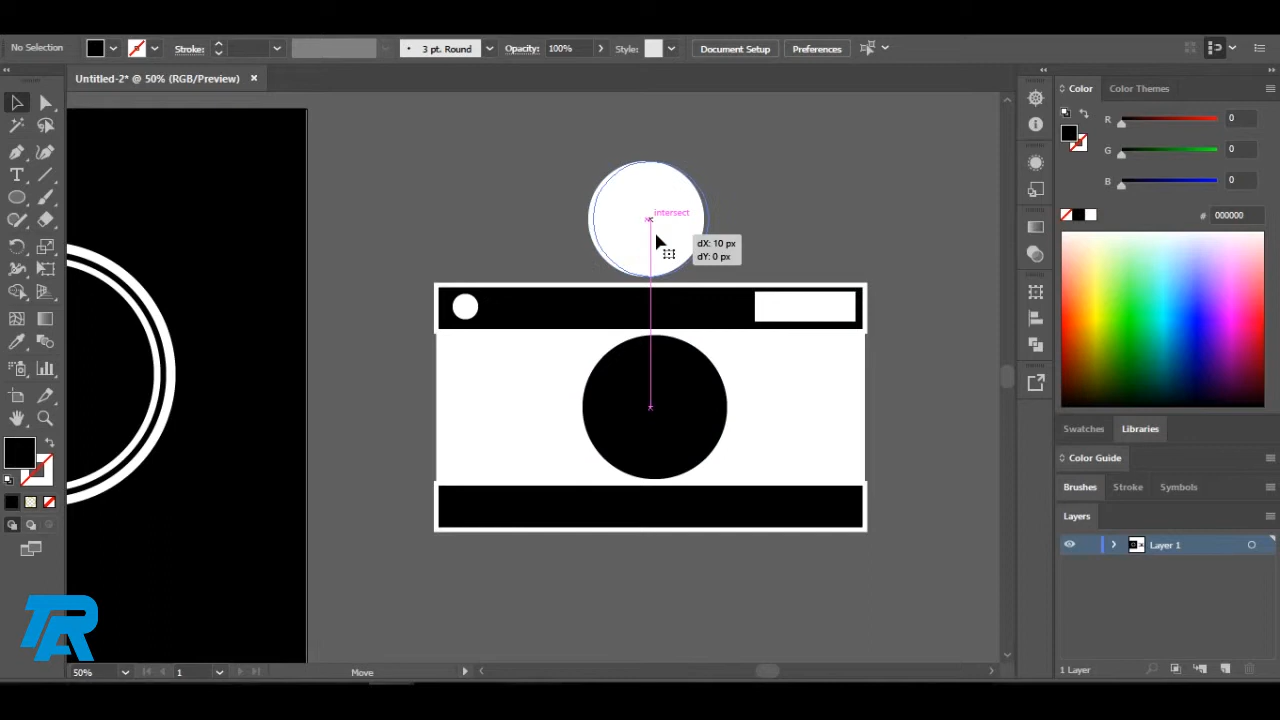 No Selection
Stroke:
3 pt. Round
Opacity: 100%
Style:
Document Setup
Preferences
Untitled-2* @ 50% (RGB/Preview)
Color
Color Themes
R 0
G 0
B 0
# 000000
intersect
dX: 10 px
dY: 0 px
Swatches
Libraries
Color Guide
Brushes
Stroke
Symbols
Layers
Layer 1
TR
50%
1
Move
1 Layer